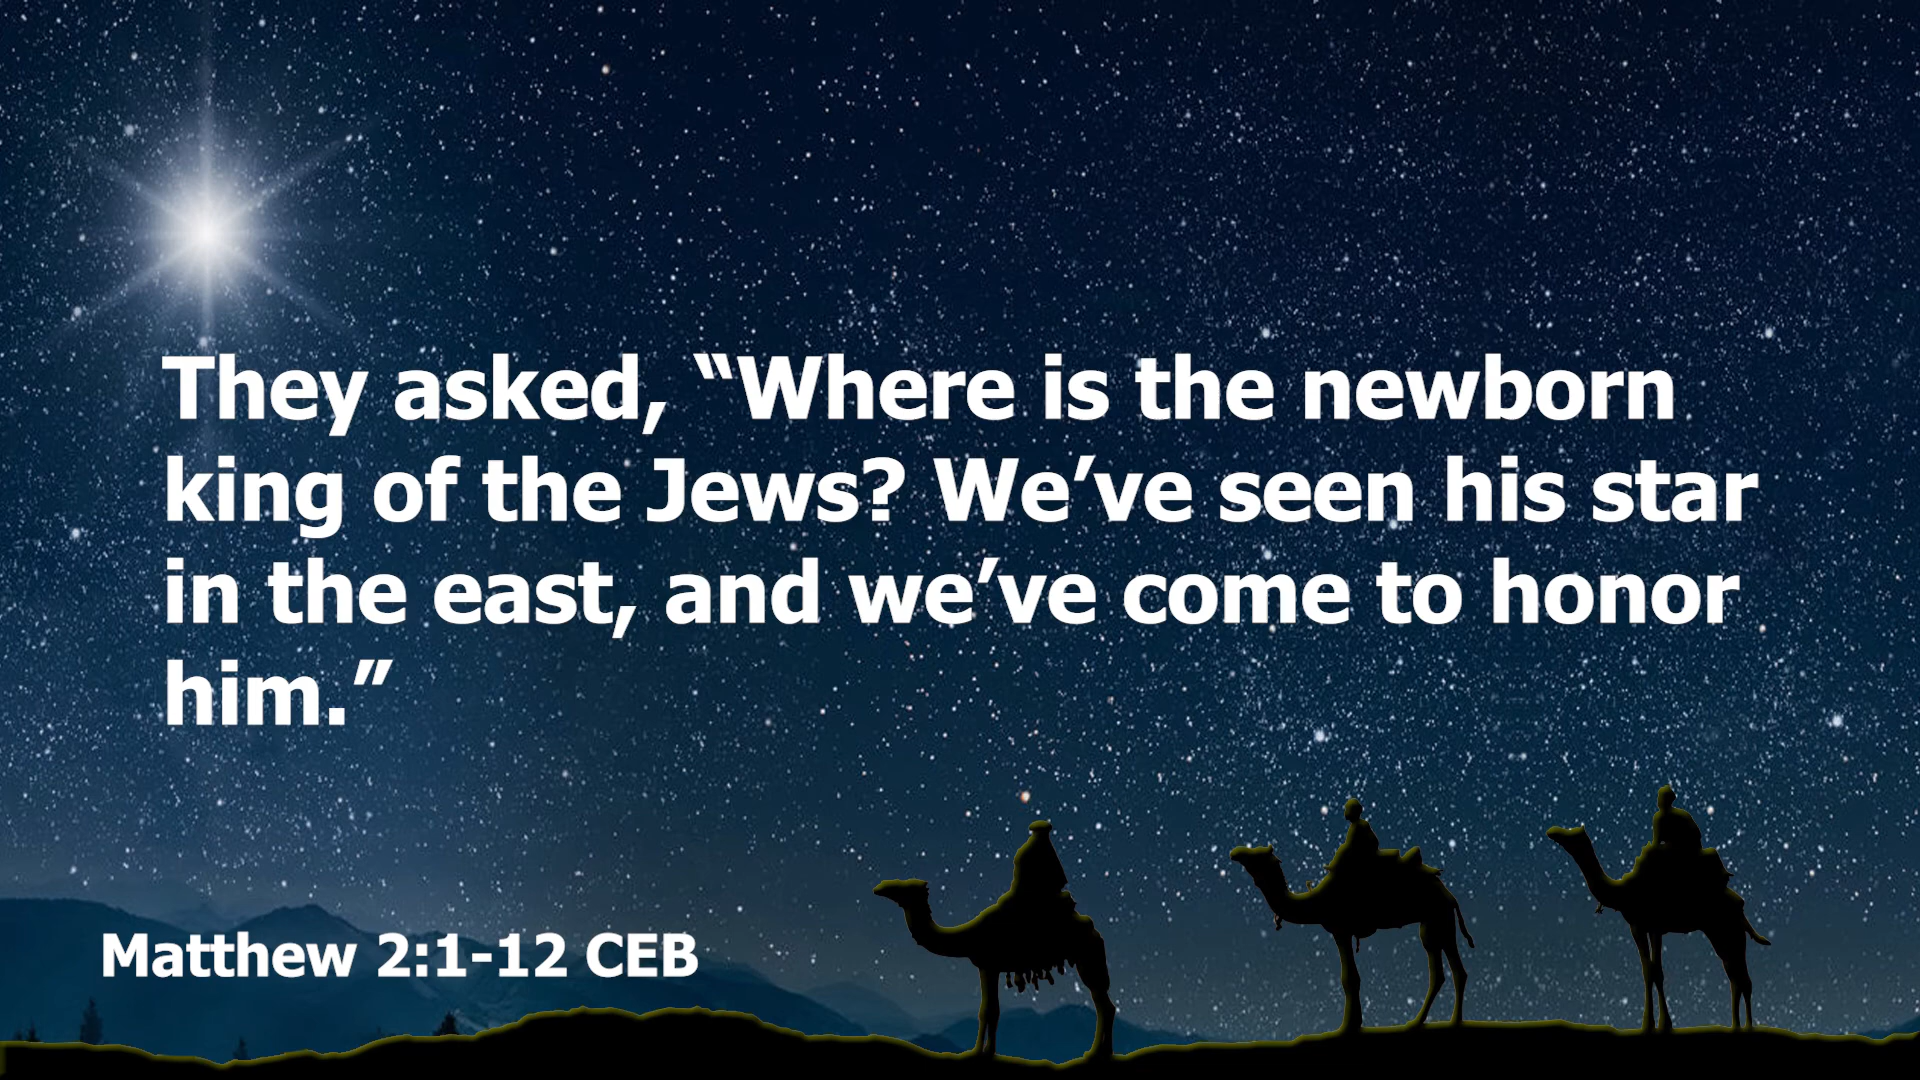 They asked, “Where is the newborn
king of the Jews? We’ve seen his star
in the east, and we’ve come to honor
him.”
Matthew 2:1-12 CEB